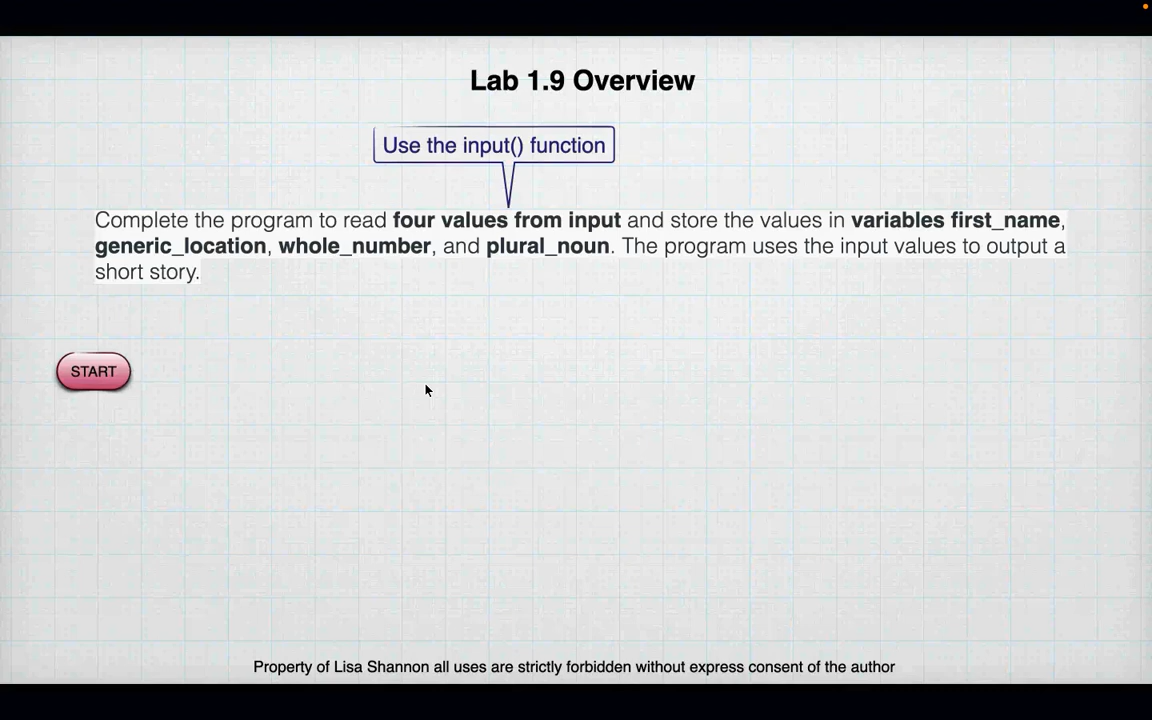 Lab 1.9 Overview
Use the input() function
Complete the program to read four values from input and store the values in variables first_name,
generic_location, whole_number, and plural_noun. The program uses the input values to output a
short story.
START
Property of Lisa Shannon all uses are strictly forbidden without express consent of the author